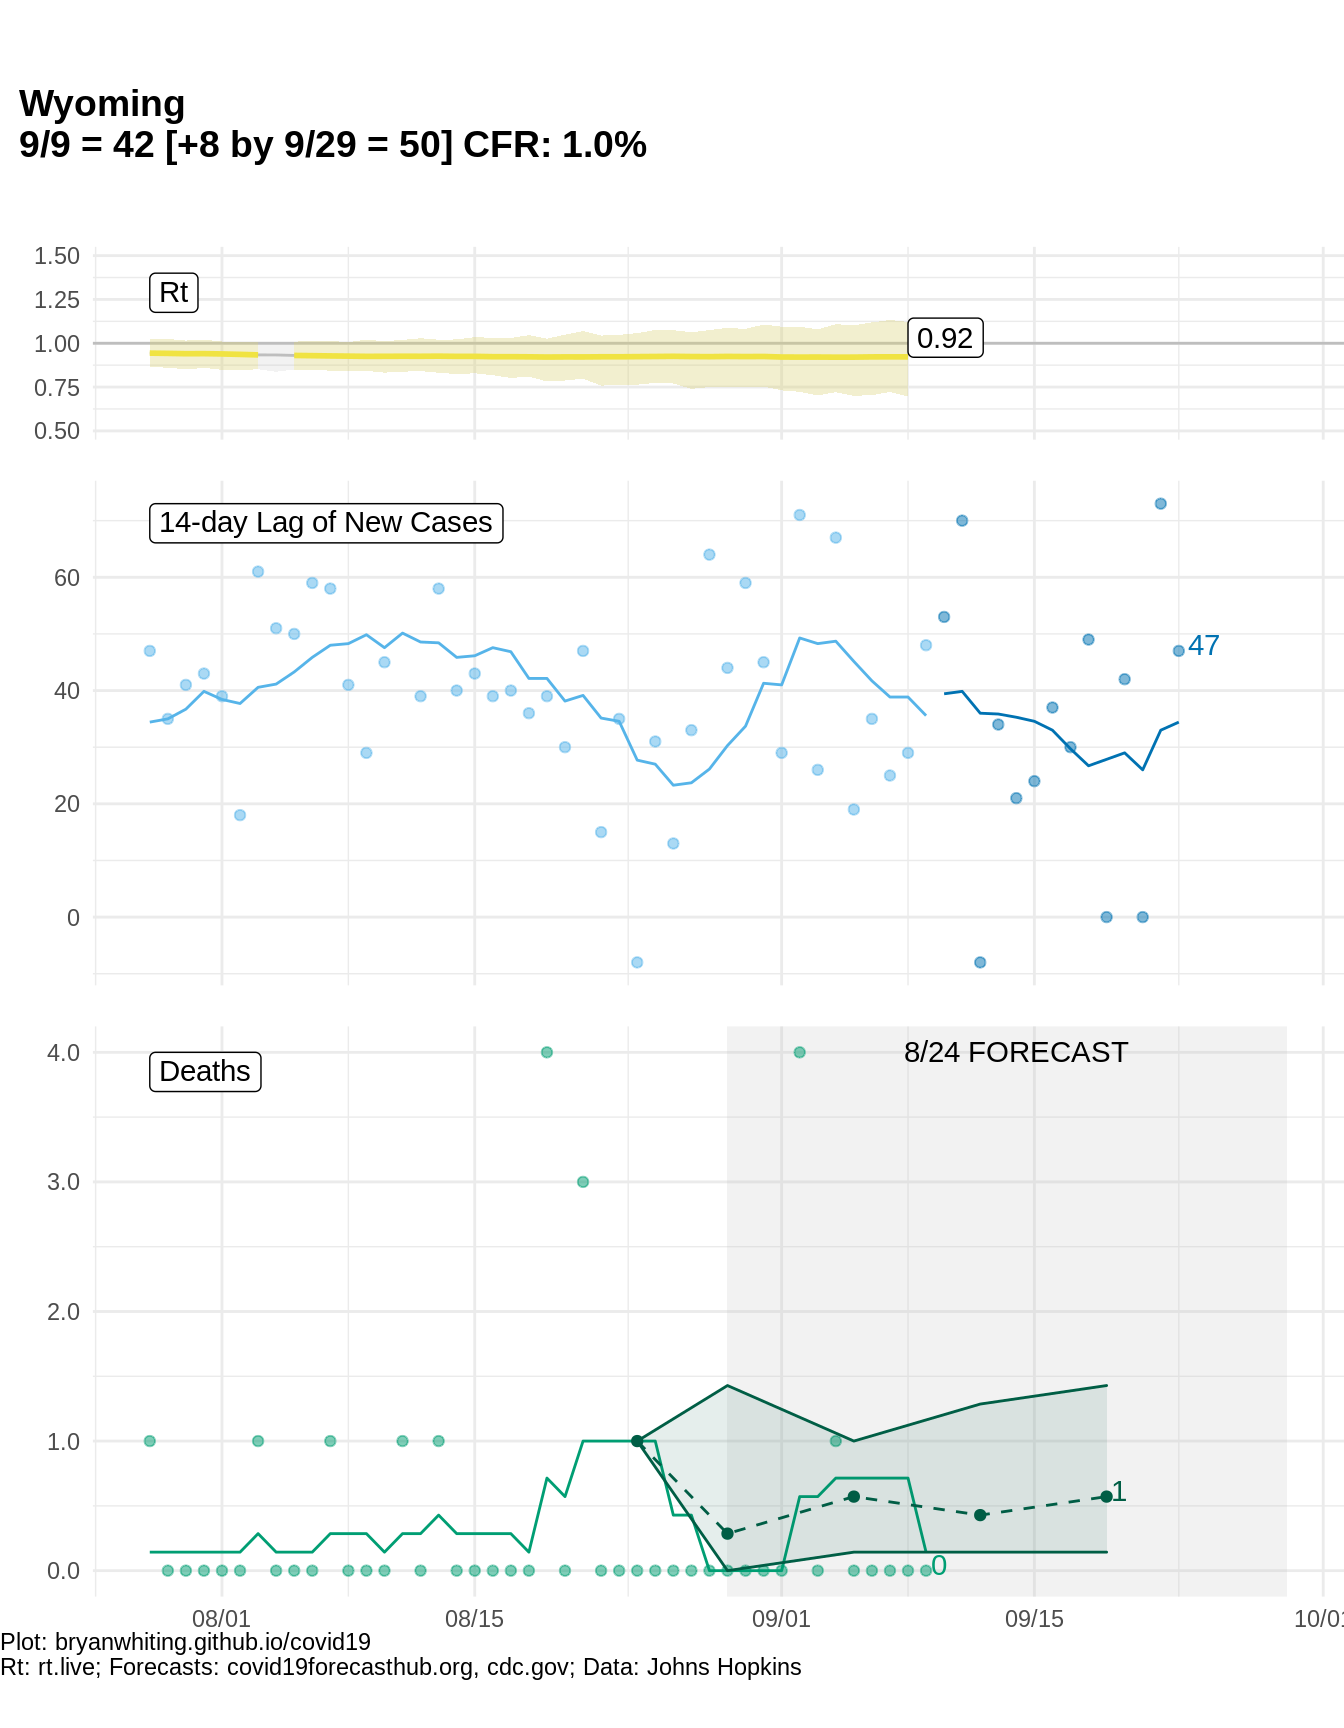 Wyoming
9/9 = 42 [+8 by 9/29 = 50] CFR: 1.0%
1.50
1.25
1.00
0.75
0.50
Rt
0.92
14-day Lag of New Cases
60
40
20
0
47
4.0
3.0
2.0
1.0
0.0
Deaths
8/24 FORECAST
1
0
08/01 08/15 09/01 09/15 10/01
Plot: bryanwhiting.github.io/covid19
Rt: rt.live; Forecasts: covid19forecasthub.org, cdc.gov; Data: Johns Hopkins